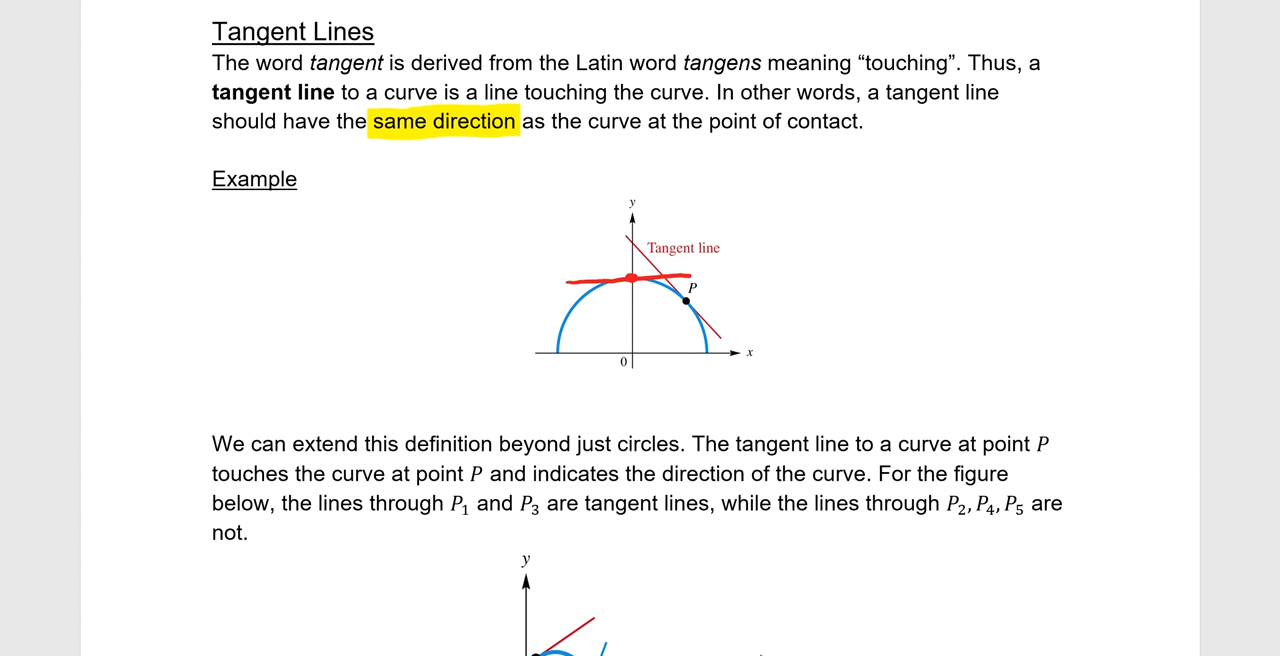 Tangent Lines
The word tangent is derived from the Latin word tangens meaning “touching”. Thus, a
tangent line to a curve is a line touching the curve. In other words, a tangent line
should have the same direction as the curve at the point of contact.
Example
y
Tangent line
P
x
0
We can extend this definition beyond just circles. The tangent line to a curve at point P
touches the curve at point P and indicates the direction of the curve. For the figure
below, the lines through P₁ and P₃ are tangent lines, while the lines through P₂, P₄, P₅ are
not.
y